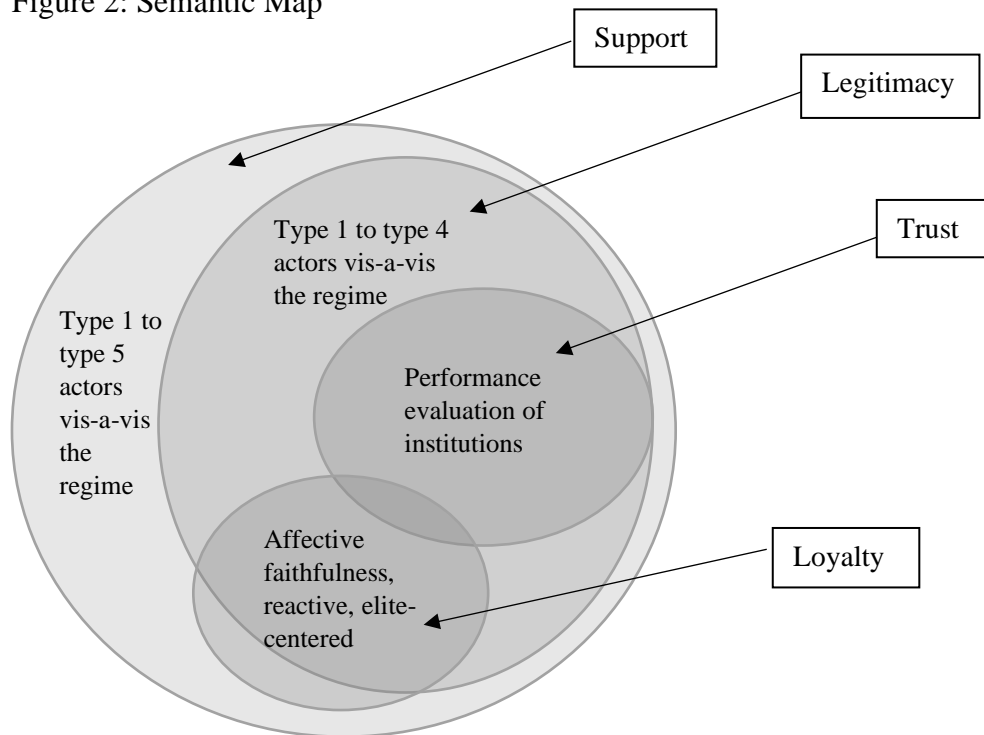 Figure 2: Semantic Map
Support
Legitimacy
Trust
Type 1 to type 4
actors vis-a-vis
the regime
Type 1 to
type 5
actors
vis-a-vis
the
regime
Performance
evaluation of
institutions
Affective
faithfulness,
reactive, elite-
centered
Loyalty